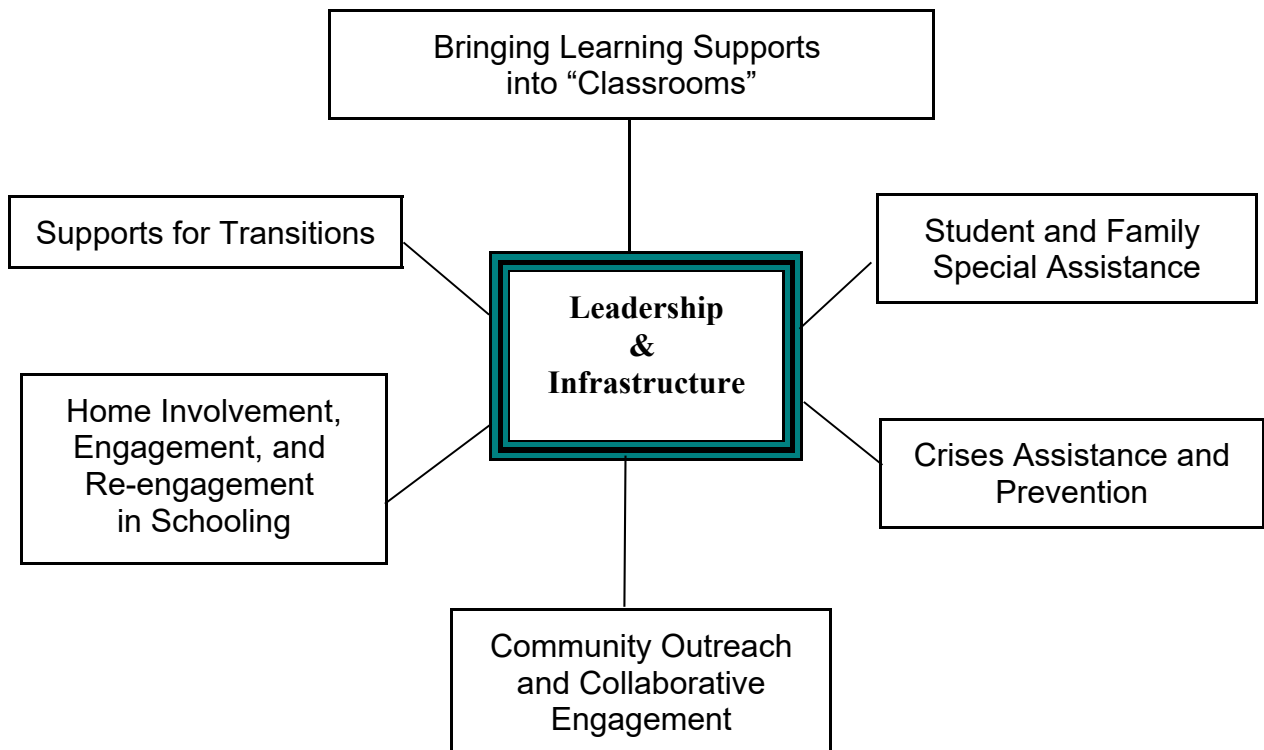 Bringing Learning Supports
into “Classrooms”
Supports for Transitions
Student and Family
Special Assistance
Leadership
&
Infrastructure
Home Involvement,
Engagement, and
Re-engagement
in Schooling
Crises Assistance and
Prevention
Community Outreach
and Collaborative
Engagement